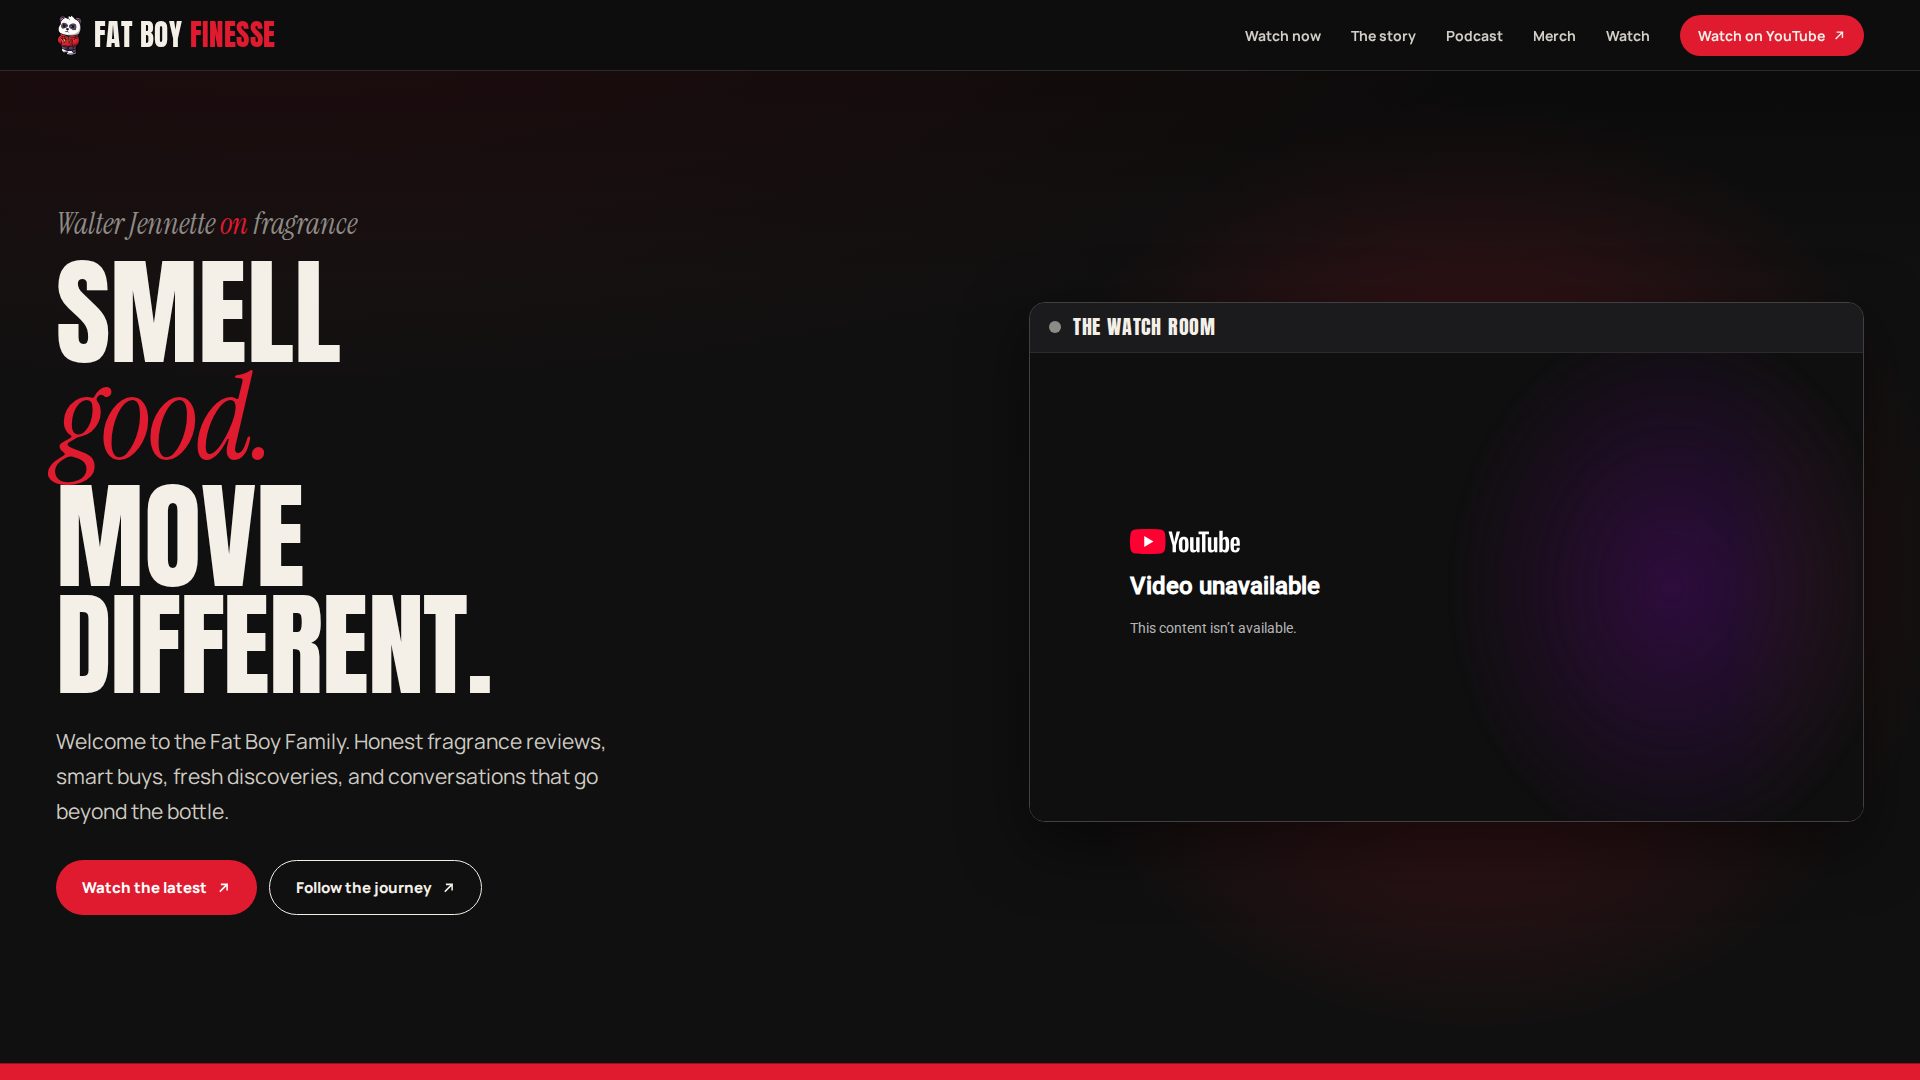 FAT BOY FINESSE
Watch now
The story
Podcast
Merch
Watch
Watch on YouTube ↗
Walter Jennette on fragrance
SMELL
good.
MOVE
DIFFERENT.
Welcome to the Fat Boy Family. Honest fragrance reviews,
smart buys, fresh discoveries, and conversations that go
beyond the bottle.
Watch the latest ↗
Follow the journey ↗
THE WATCH ROOM
YouTube
Video unavailable
This content isn't available.